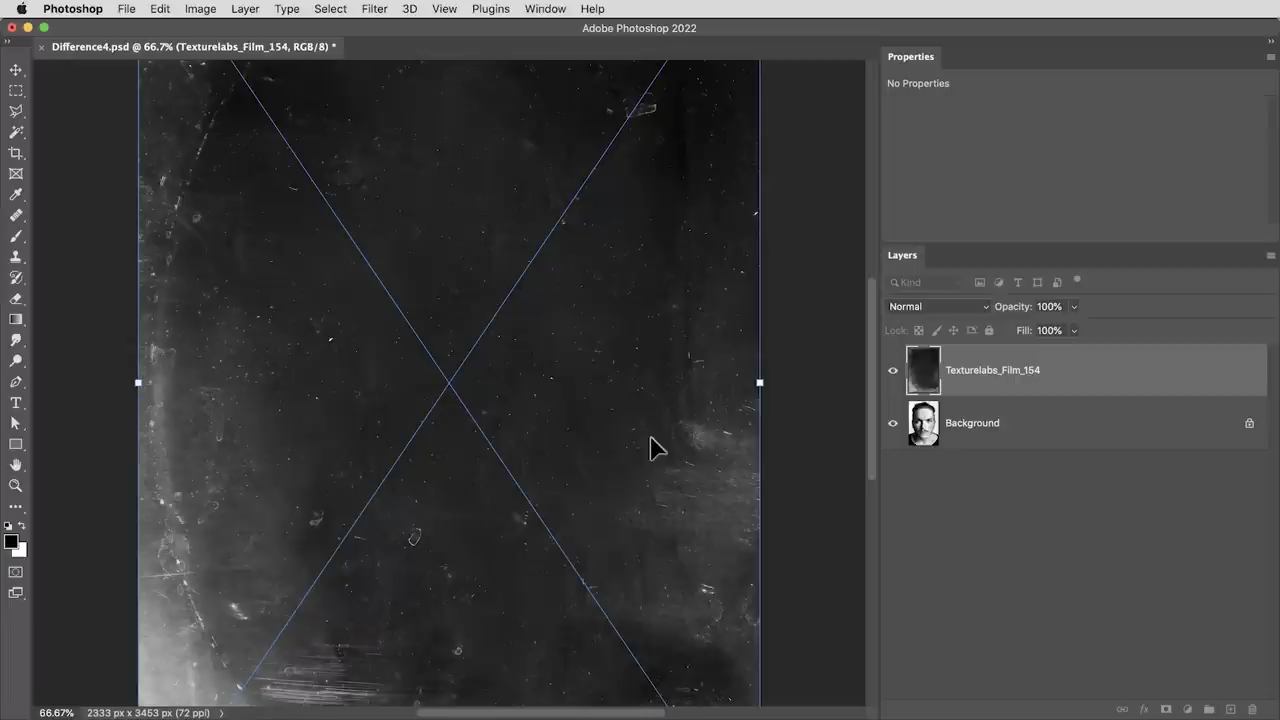 Photoshop File Edit Image Layer Type Select Filter 3D View Plugins Window Help
Adobe Photoshop 2022
Difference4.psd @ 66.7% (Texturelabs_Film_154, RGB/8) *
Properties
No Properties
Layers
Kind
Normal Opacity: 100%
Lock: Fill: 100%
Texturelabs_Film_154
Background
66.67% 2333 px x 3453 px (72 ppi)